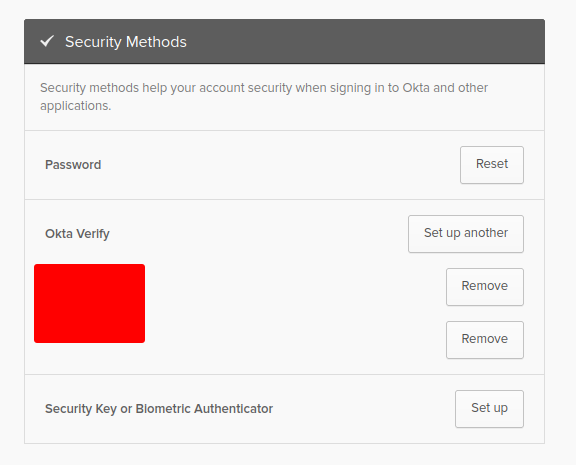 Security Methods
Security methods help your account security when signing in to Okta and other
applications.
Password
Reset
Okta Verify
Set up another
Remove
Remove
Security Key or Biometric Authenticator
Set up